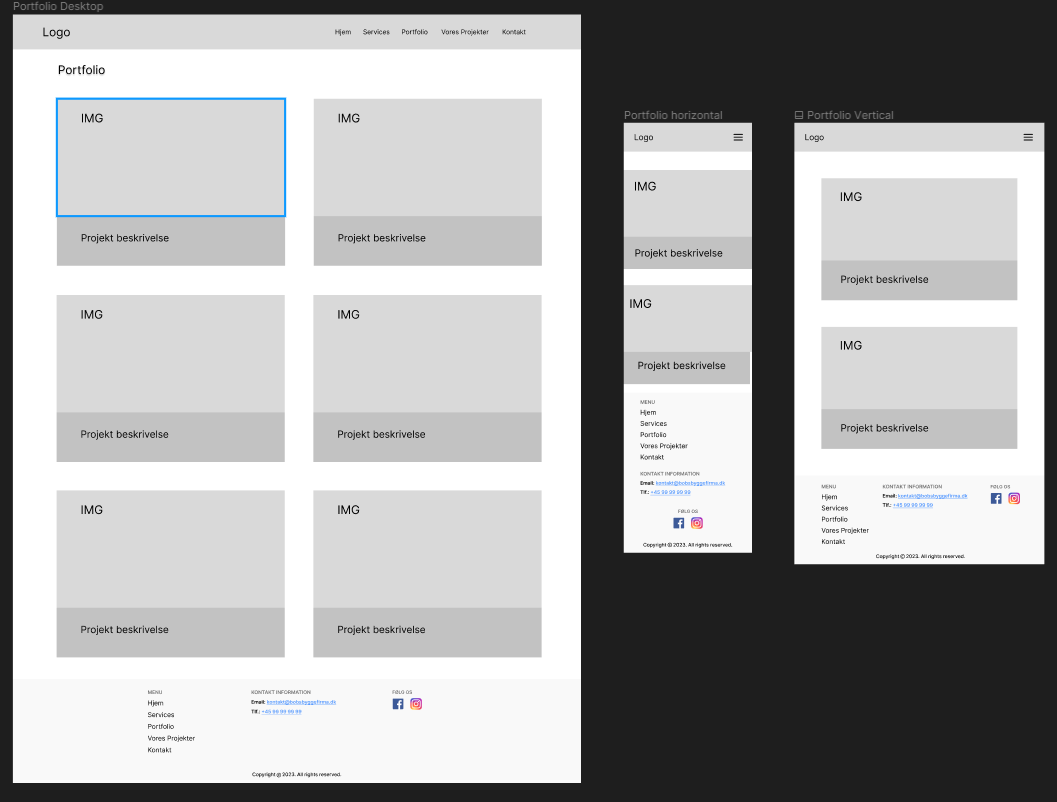 Portfolio Desktop
Logo
Hjem Services Portfolio Vores Projekter Kontakt
Portfolio
IMG
IMG
Projekt beskrivelse
Projekt beskrivelse
IMG
IMG
Projekt beskrivelse
Projekt beskrivelse
IMG
IMG
Projekt beskrivelse
Projekt beskrivelse
MENU
Hjem
Services
Portfolio
Vores Projekter
Kontakt
KONTAKT INFORMATION
Email: kontakt@bobsbyggefirma.dk
Tlf.: +45 99 99 99 99
FØLG OS
Copyright @ 2023. All rights reserved.
Portfolio horizontal
Logo
IMG
Projekt beskrivelse
IMG
Projekt beskrivelse
MENU
Hjem
Services
Portfolio
Vores Projekter
Kontakt
KONTAKT INFORMATION
Email: kontakt@bobsbyggefirma.dk
Tlf.: +45 99 99 99 99
FØLG OS
Copyright @ 2023. All rights reserved.
Portfolio Vertical
Logo
IMG
Projekt beskrivelse
IMG
Projekt beskrivelse
MENU
Hjem
Services
Portfolio
Vores Projekter
Kontakt
KONTAKT INFORMATION
Email: kontakt@bobsbyggefirma.dk
Tlf.: +45 99 99 99 99
FØLG OS
Copyright @ 2023. All rights reserved.